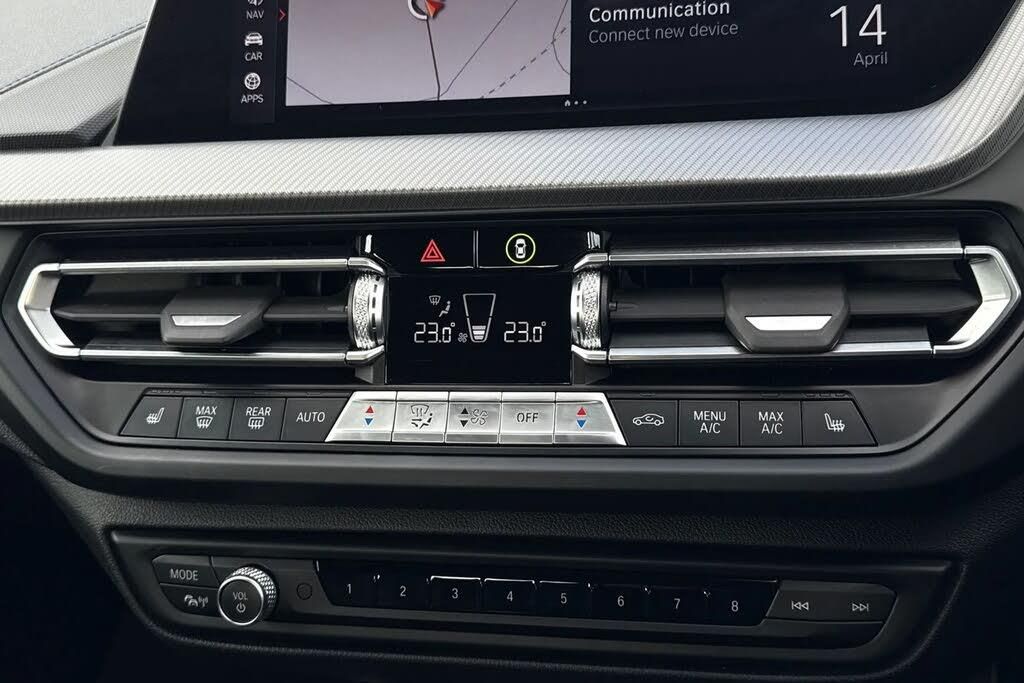 NAV
CAR
APPS
Communication
Connect new device
14
April
23.0°
23.0°
MAX
REAR
AUTO
OFF
MENU
A/C
MAX
A/C
MODE
VOL
1 2 3 4 5 6 7 8